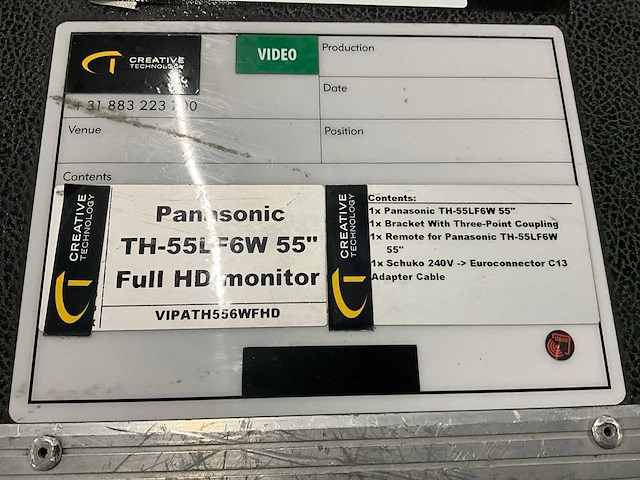 CREATIVE
TECHNOLOGY
VIDEO
Production
+31 883 223 700
Date
Venue
Position
Contents
CREATIVE
TECHNOLOGY
Panasonic
TH-55LF6W 55"
Full HD monitor
VIPATH556WFHD
CREATIVE
TECHNOLOGY
Contents:
1x Panasonic TH-55LF6W 55"
1x Bracket With Three-Point Coupling
1x Remote for Panasonic TH-55LF6W
55"
1x Schuko 240V -> Euroconnector C13
Adapter Cable